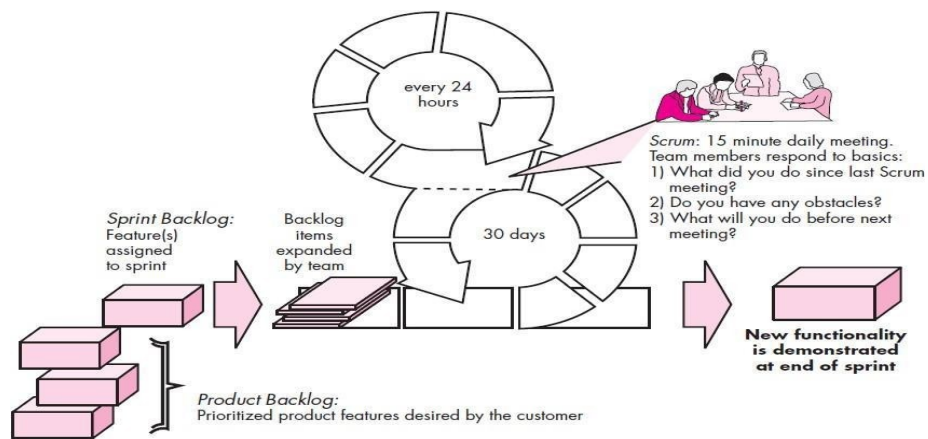 every 24
hours
Scrum: 15 minute daily meeting.
Team members respond to basics:
1) What did you do since last Scrum
meeting?
2) Do you have any obstacles?
3) What will you do before next
meeting?
Sprint Backlog:
Feature(s)
assigned
to sprint
Backlog
items
expanded
by team
30 days
New functionality
is demonstrated
at end of sprint
Product Backlog:
Prioritized product features desired by the customer